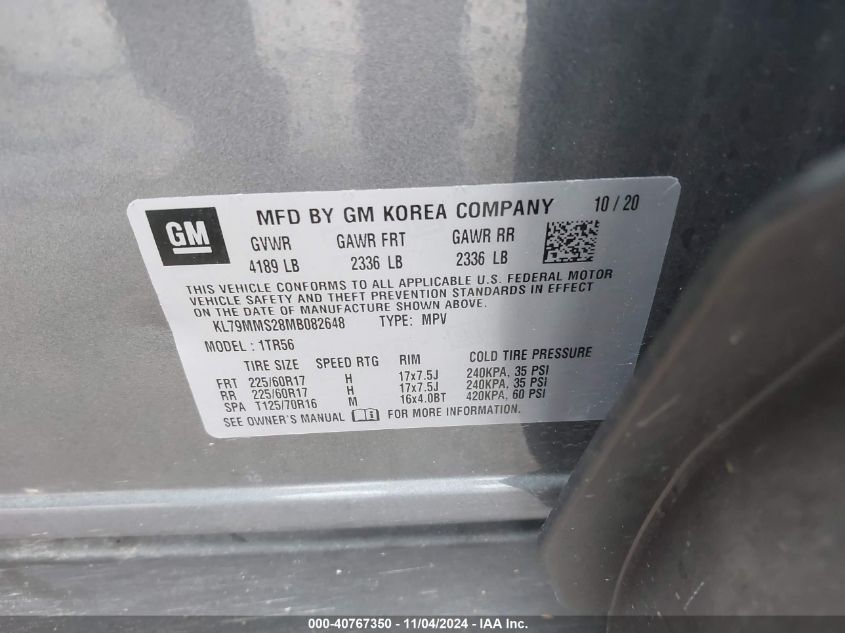 GM
MFD BY GM KOREA COMPANY 10 / 20
GVWR GAWR FRT GAWR RR
4189 LB 2336 LB 2336 LB
THIS VEHICLE CONFORMS TO ALL APPLICABLE U.S. FEDERAL MOTOR
VEHICLE SAFETY AND THEFT PREVENTION STANDARDS IN EFFECT
ON THE DATE OF MANUFACTURE SHOWN ABOVE.
KL79MMS28MB082648 TYPE: MPV
MODEL : 1TR56
TIRE SIZE SPEED RTG RIM COLD TIRE PRESSURE
FRT 225/60R17 H 17x7.5J 240KPA, 35 PSI
RR 225/60R17 H 17x7.5J 240KPA, 35 PSI
SPA T125/70R16 M 16x4.0BT 420KPA, 60 PSI
SEE OWNER'S MANUAL FOR MORE INFORMATION.
000-40767350 - 11/04/2024 - IAA Inc.